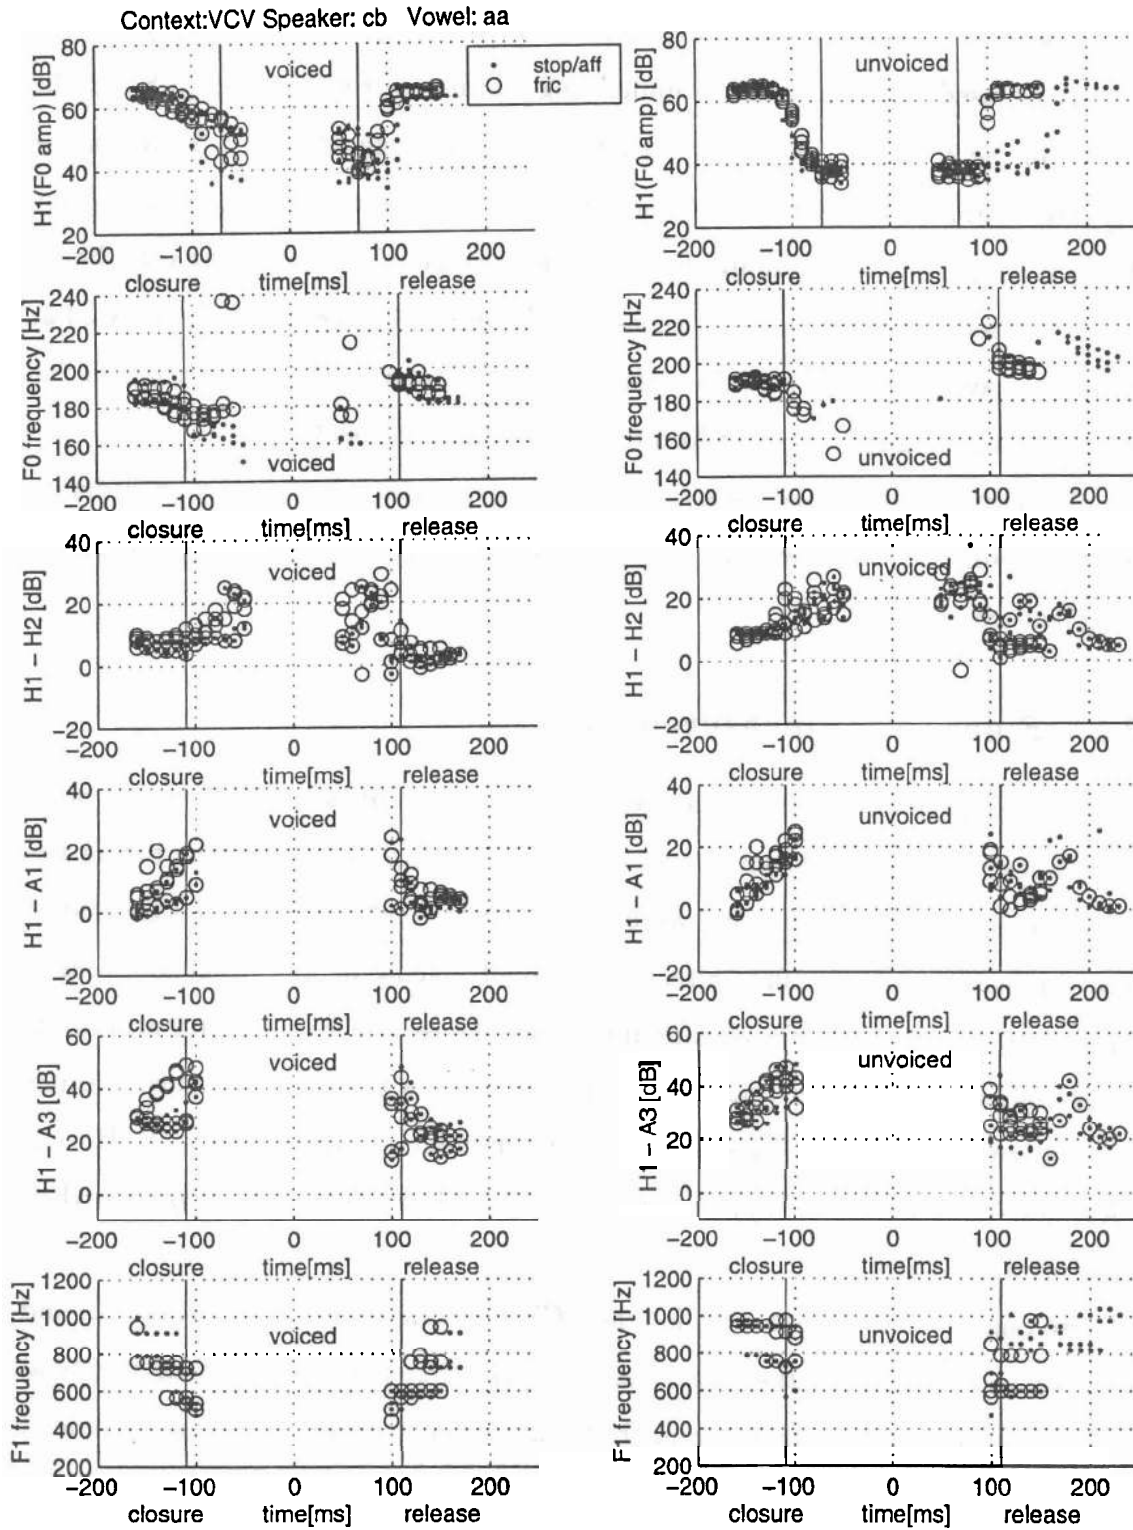 Context:VCV Speaker: cb Vowel: aa
H1(F0 amp) [dB]
80
60
40
20
voiced
stop/aff
fric
−200 −100 0 100 200
closure time[ms] release
H1(F0 amp) [dB]
80
60
40
20
unvoiced
−200 −100 0 100 200
closure time[ms] release
F0 frequency [Hz]
240
220
200
180
160
140
voiced
−200 −100 0 100 200
closure time[ms] release
F0 frequency [Hz]
240
220
200
180
160
140
unvoiced
−200 −100 0 100 200
closure time[ms] release
H1 − H2 [dB]
40
20
0
−20
voiced
−200 −100 0 100 200
closure time[ms] release
H1 − H2 [dB]
40
20
0
−20
unvoiced
−200 −100 0 100 200
closure time[ms] release
H1 − A1 [dB]
40
20
0
−20
voiced
−200 −100 0 100 200
closure time[ms] release
H1 − A1 [dB]
40
20
0
−20
unvoiced
−200 −100 0 100 200
closure time[ms] release
H1 − A3 [dB]
60
40
20
0
voiced
−200 −100 0 100 200
closure time[ms] release
H1 − A3 [dB]
60
40
20
0
unvoiced
−200 −100 0 100 200
closure time[ms] release
F1 frequency [Hz]
1200
1000
800
600
400
200
voiced
−200 −100 0 100 200
closure time[ms] release
F1 frequency [Hz]
1200
1000
800
600
400
200
unvoiced
−200 −100 0 100 200
closure time[ms] release